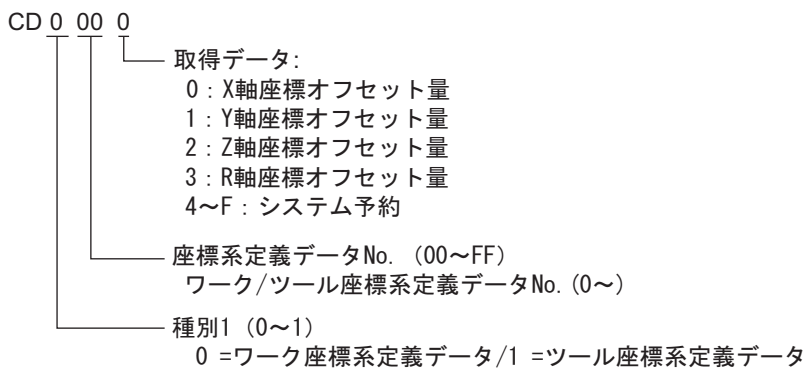 CD 0 00 0
取得データ:
0：X軸座標オフセット量
1：Y軸座標オフセット量
2：Z軸座標オフセット量
3：R軸座標オフセット量
4～F：システム予約
座標系定義データNo. （00～FF）
ワーク/ツール座標系定義データNo.(0～)
種別1（0～1）
0 =ワーク座標系定義データ/1 =ツール座標系定義データ